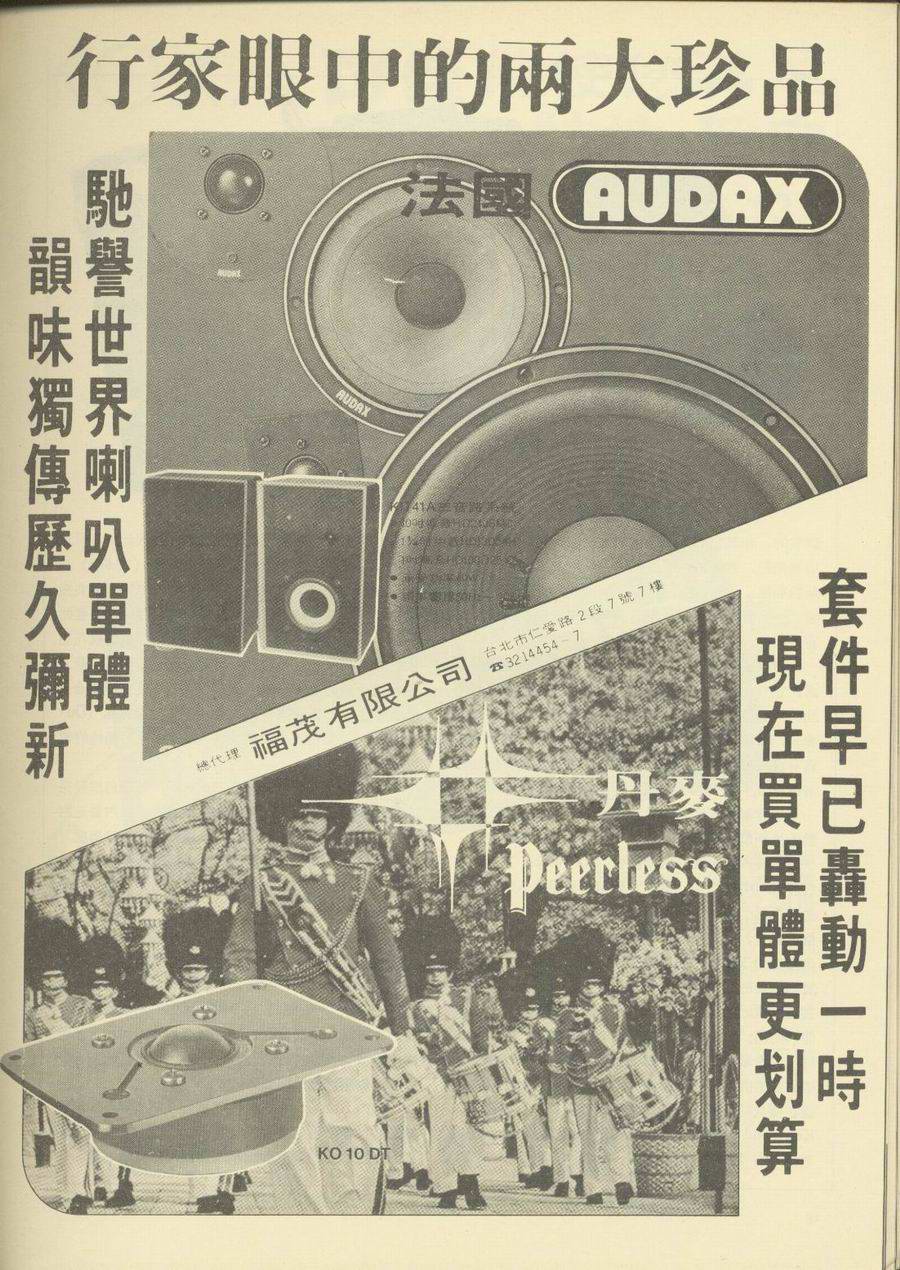 行家眼中的兩大珍品
法國 AUDAX
馳譽世界喇叭單體
韻味獨傳歷久彌新
AUDAX
AUDAX
總代理 福茂有限公司
台北市仁愛路2段7號7樓
☎3214454-7
套件早已轟動一時
現在買單體更划算
丹麥
Peerless
KO 10 DT